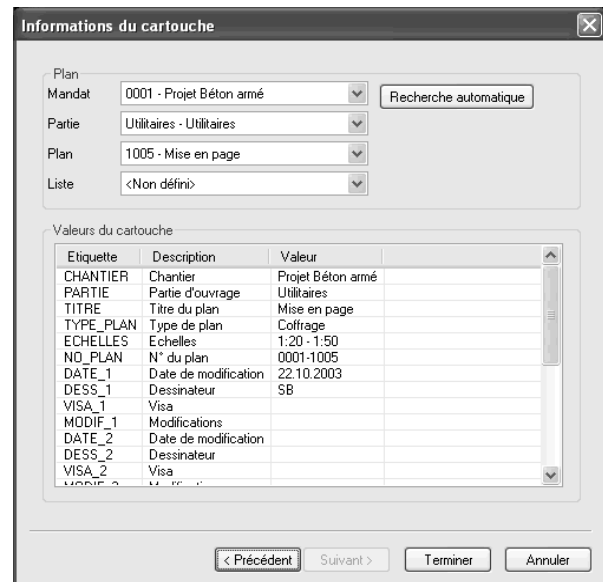 Informations du cartouche
Plan
Mandat 0001 - Projet Béton armé Recherche automatique
Partie Utilitaires - Utilitaires
Plan 1005 - Mise en page
Liste <Non défini>
Valeurs du cartouche
Etiquette Description Valeur
CHANTIER Chantier Projet Béton armé
PARTIE Partie d'ouvrage Utilitaires
TITRE Titre du plan Mise en page
TYPE_PLAN Type de plan Coffrage
ECHELLES Echelles 1:20 - 1:50
NO_PLAN N° du plan 0001-1005
DATE_1 Date de modification 22.10.2003
DESS_1 Dessinateur SB
VISA_1 Visa
MODIF_1 Modifications
DATE_2 Date de modification
DESS_2 Dessinateur
VISA_2 Visa
< Précédent Suivant > Terminer Annuler